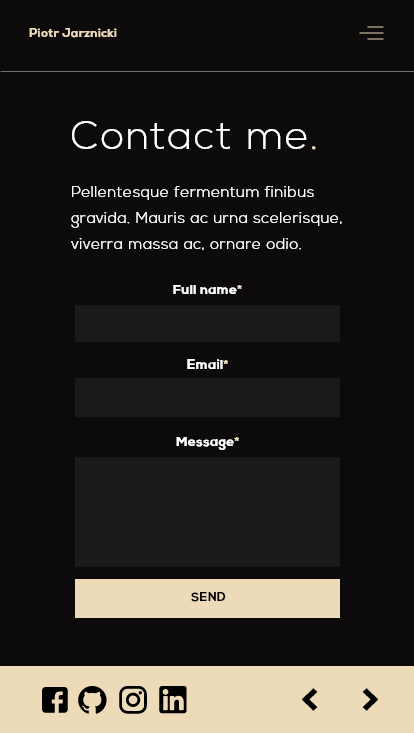 Piotr Jarznicki
Contact me.
Pellentesque fermentum finibus
gravida. Mauris ac urna scelerisque,
viverra massa ac, ornare odio.
Full name*
Email*
Message*
SEND